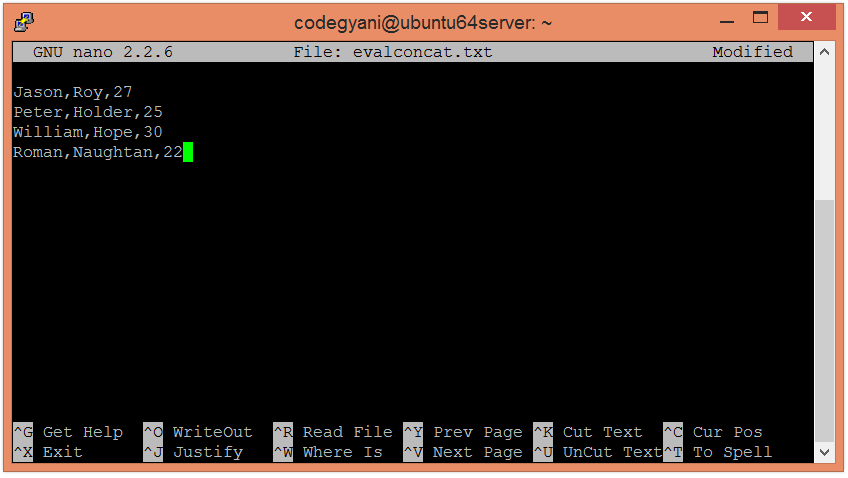 codegyani@ubuntu64server: ~
GNU nano 2.2.6 File: evalconcat.txt Modified
Jason,Roy,27
Peter,Holder,25
William,Hope,30
Roman,Naughtan,22
^G Get Help ^O WriteOut ^R Read File ^Y Prev Page ^K Cut Text ^C Cur Pos
^X Exit ^J Justify ^W Where Is ^V Next Page ^U UnCut Text^T To Spell